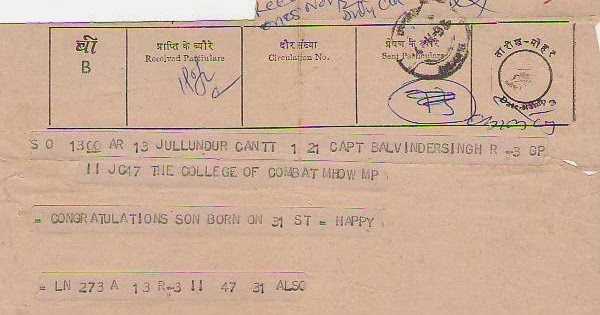 बी
B
प्राप्ति के ब्यौरे
Received Particulars
दौर संख्या
Circulation No.
प्रेषण के ब्यौरे
Sent Particulars
तारीख-मोहर
S O 1300 AR 13 JULLUNDUR CANTT 1 21 CAPT BALVINDERSINGH R -3 GP
II JC47 THE COLLEGE OF COMBAT MHOW MP
= CONGRATULATIONS SON BORN ON 31 ST = HAPPY
= LN 273 A 13 R-3 II 47 31 ALSO